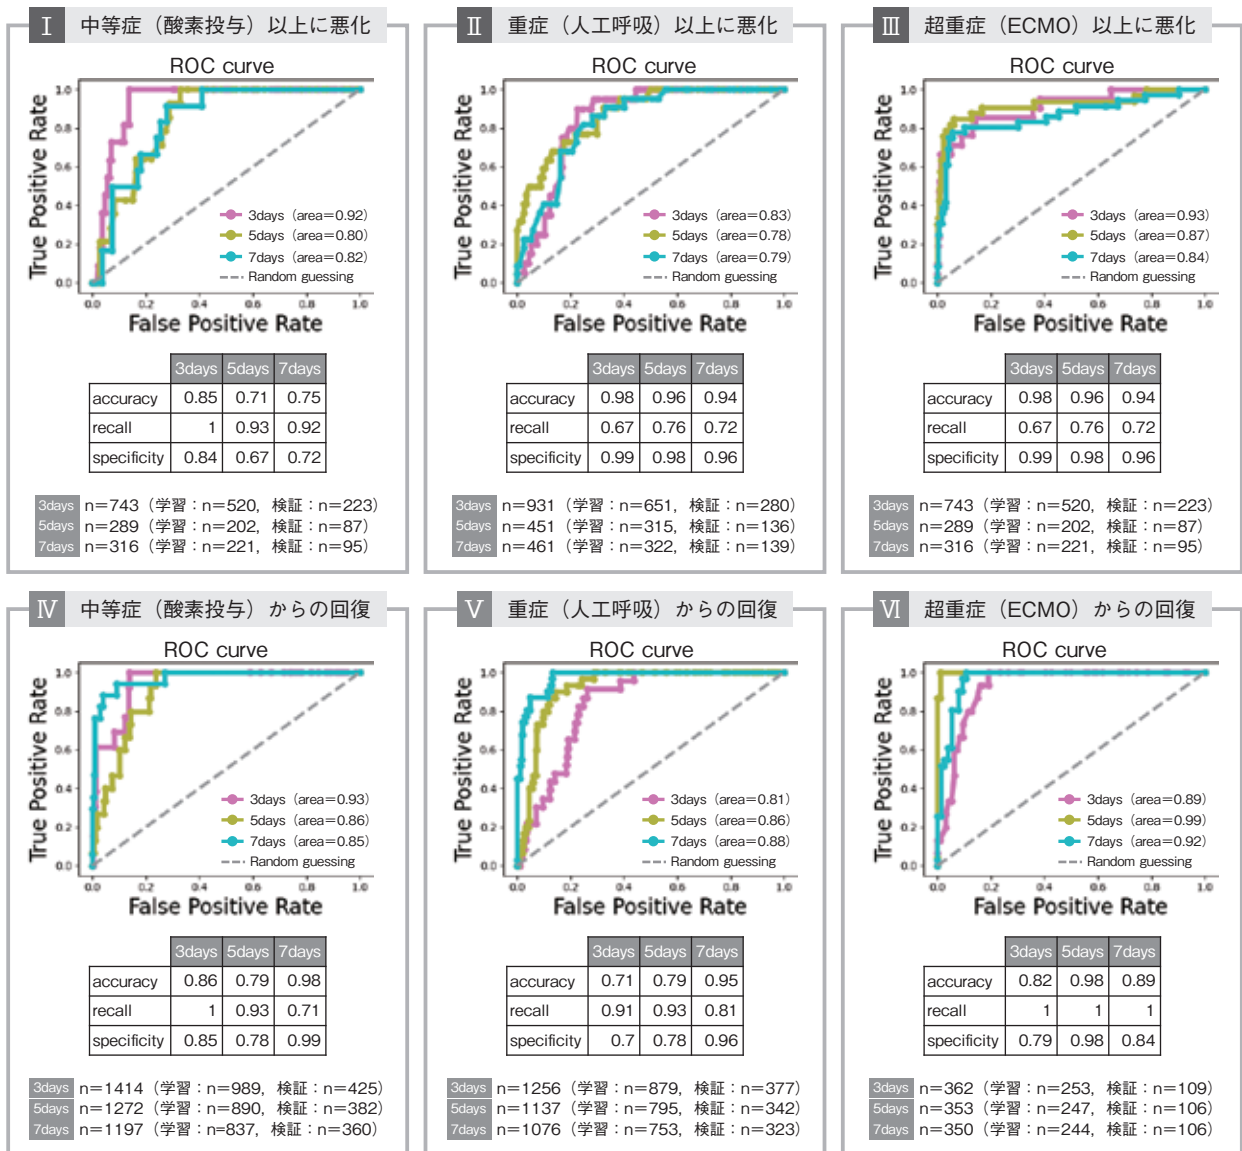 Ⅰ 中等症（酸素投与）以上に悪化
ROC curve
True Positive Rate
1.0
0.8
0.6
0.4
0.2
0.0
3days（area＝0.92）
5days（area＝0.80）
7days（area＝0.82）
Random guessing
0.0 0.2 0.4 0.6 0.8 1.0
False Positive Rate
3days 5days 7days
accuracy 0.85 0.71 0.75
recall 1 0.93 0.92
specificity 0.84 0.67 0.72
3days n＝743（学習：n＝520，検証：n＝223）
5days n＝289（学習：n＝202，検証：n＝87）
7days n＝316（学習：n＝221，検証：n＝95）
Ⅱ 重症（人工呼吸）以上に悪化
ROC curve
True Positive Rate
1.0
0.8
0.6
0.4
0.2
0.0
3days（area＝0.83）
5days（area＝0.78）
7days（area＝0.79）
Random guessing
0.0 0.2 0.4 0.6 0.8 1.0
False Positive Rate
3days 5days 7days
accuracy 0.98 0.96 0.94
recall 0.67 0.76 0.72
specificity 0.99 0.98 0.96
3days n＝931（学習：n＝651，検証：n＝280）
5days n＝451（学習：n＝315，検証：n＝136）
7days n＝461（学習：n＝322，検証：n＝139）
Ⅲ 超重症（ECMO）以上に悪化
ROC curve
True Positive Rate
1.0
0.8
0.6
0.4
0.2
0.0
3days（area＝0.93）
5days（area＝0.87）
7days（area＝0.84）
Random guessing
0.0 0.2 0.4 0.6 0.8 1.0
False Positive Rate
3days 5days 7days
accuracy 0.98 0.96 0.94
recall 0.67 0.76 0.72
specificity 0.99 0.98 0.96
3days n＝743（学習：n＝520，検証：n＝223）
5days n＝289（学習：n＝202，検証：n＝87）
7days n＝316（学習：n＝221，検証：n＝95）
Ⅳ 中等症（酸素投与）からの回復
ROC curve
True Positive Rate
1.0
0.8
0.6
0.4
0.2
0.0
3days（area＝0.93）
5days（area＝0.86）
7days（area＝0.85）
Random guessing
0.0 0.2 0.4 0.6 0.8 1.0
False Positive Rate
3days 5days 7days
accuracy 0.86 0.79 0.98
recall 1 0.93 0.71
specificity 0.85 0.78 0.99
3days n＝1414（学習：n＝989，検証：n＝425）
5days n＝1272（学習：n＝890，検証：n＝382）
7days n＝1197（学習：n=837，検証：n＝360）
Ⅴ 重症（人工呼吸）からの回復
ROC curve
True Positive Rate
1.0
0.8
0.6
0.4
0.2
0.0
3days（area＝0.81）
5days（area＝0.86）
7days（area＝0.88）
Random guessing
0.0 0.2 0.4 0.6 0.8 1.0
False Positive Rate
3days 5days 7days
accuracy 0.71 0.79 0.95
recall 0.91 0.93 0.81
specificity 0.7 0.78 0.96
3days n＝1256（学習：n＝879，検証：n＝377）
5days n＝1137（学習：n＝795，検証：n＝342）
7days n＝1076（学習：n＝753，検証：n＝323）
Ⅵ 超重症（ECMO）からの回復
ROC curve
True Positive Rate
1.0
0.8
0.6
0.4
0.2
0.0
3days（area＝0.89）
5days（area＝0.99）
7days（area＝0.92）
Random guessing
0.0 0.2 0.4 0.6 0.8 1.0
False Positive Rate
3days 5days 7days
accuracy 0.82 0.98 0.89
recall 1 1 1
specificity 0.79 0.98 0.84
3days n＝362（学習：n＝253，検証：n＝109）
5days n＝353（学習：n＝247，検証：n＝106）
7days n＝350（学習：n＝244，検証：n＝106）